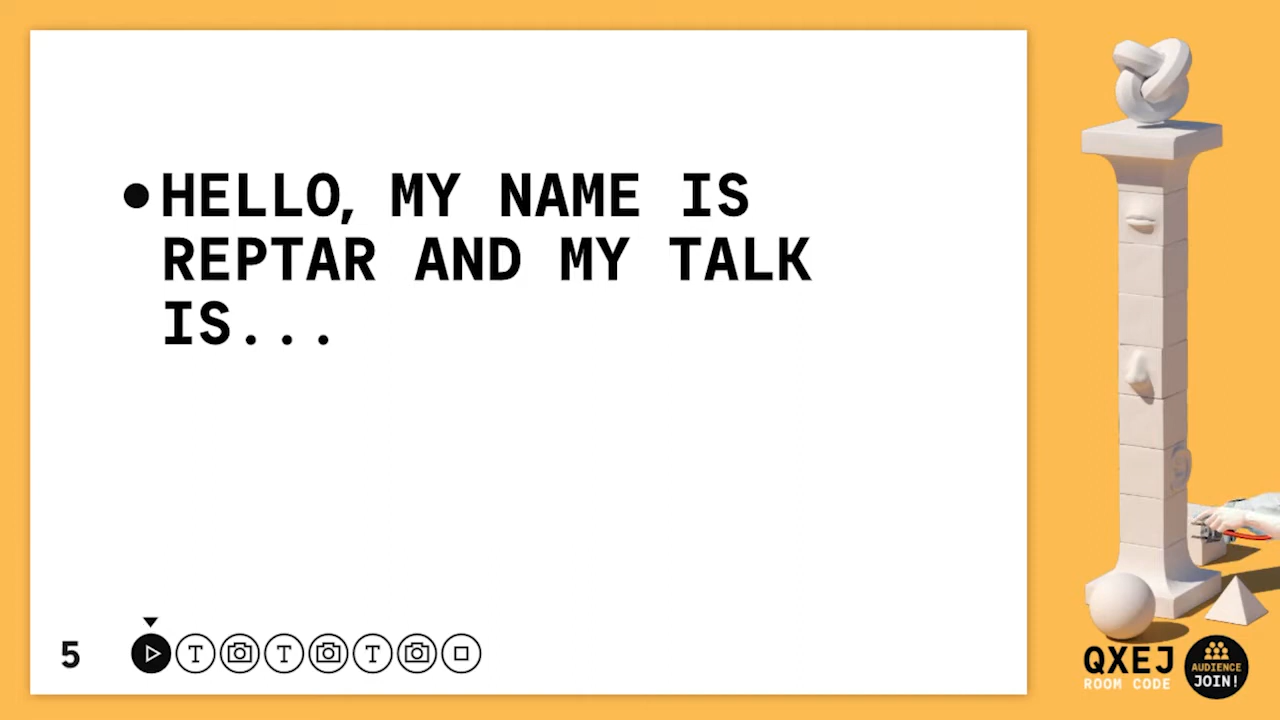 HELLO, MY NAME IS
REPTAR AND MY TALK
IS...
5
T T T
QXEJ
ROOM CODE
AUDIENCE
JOIN!